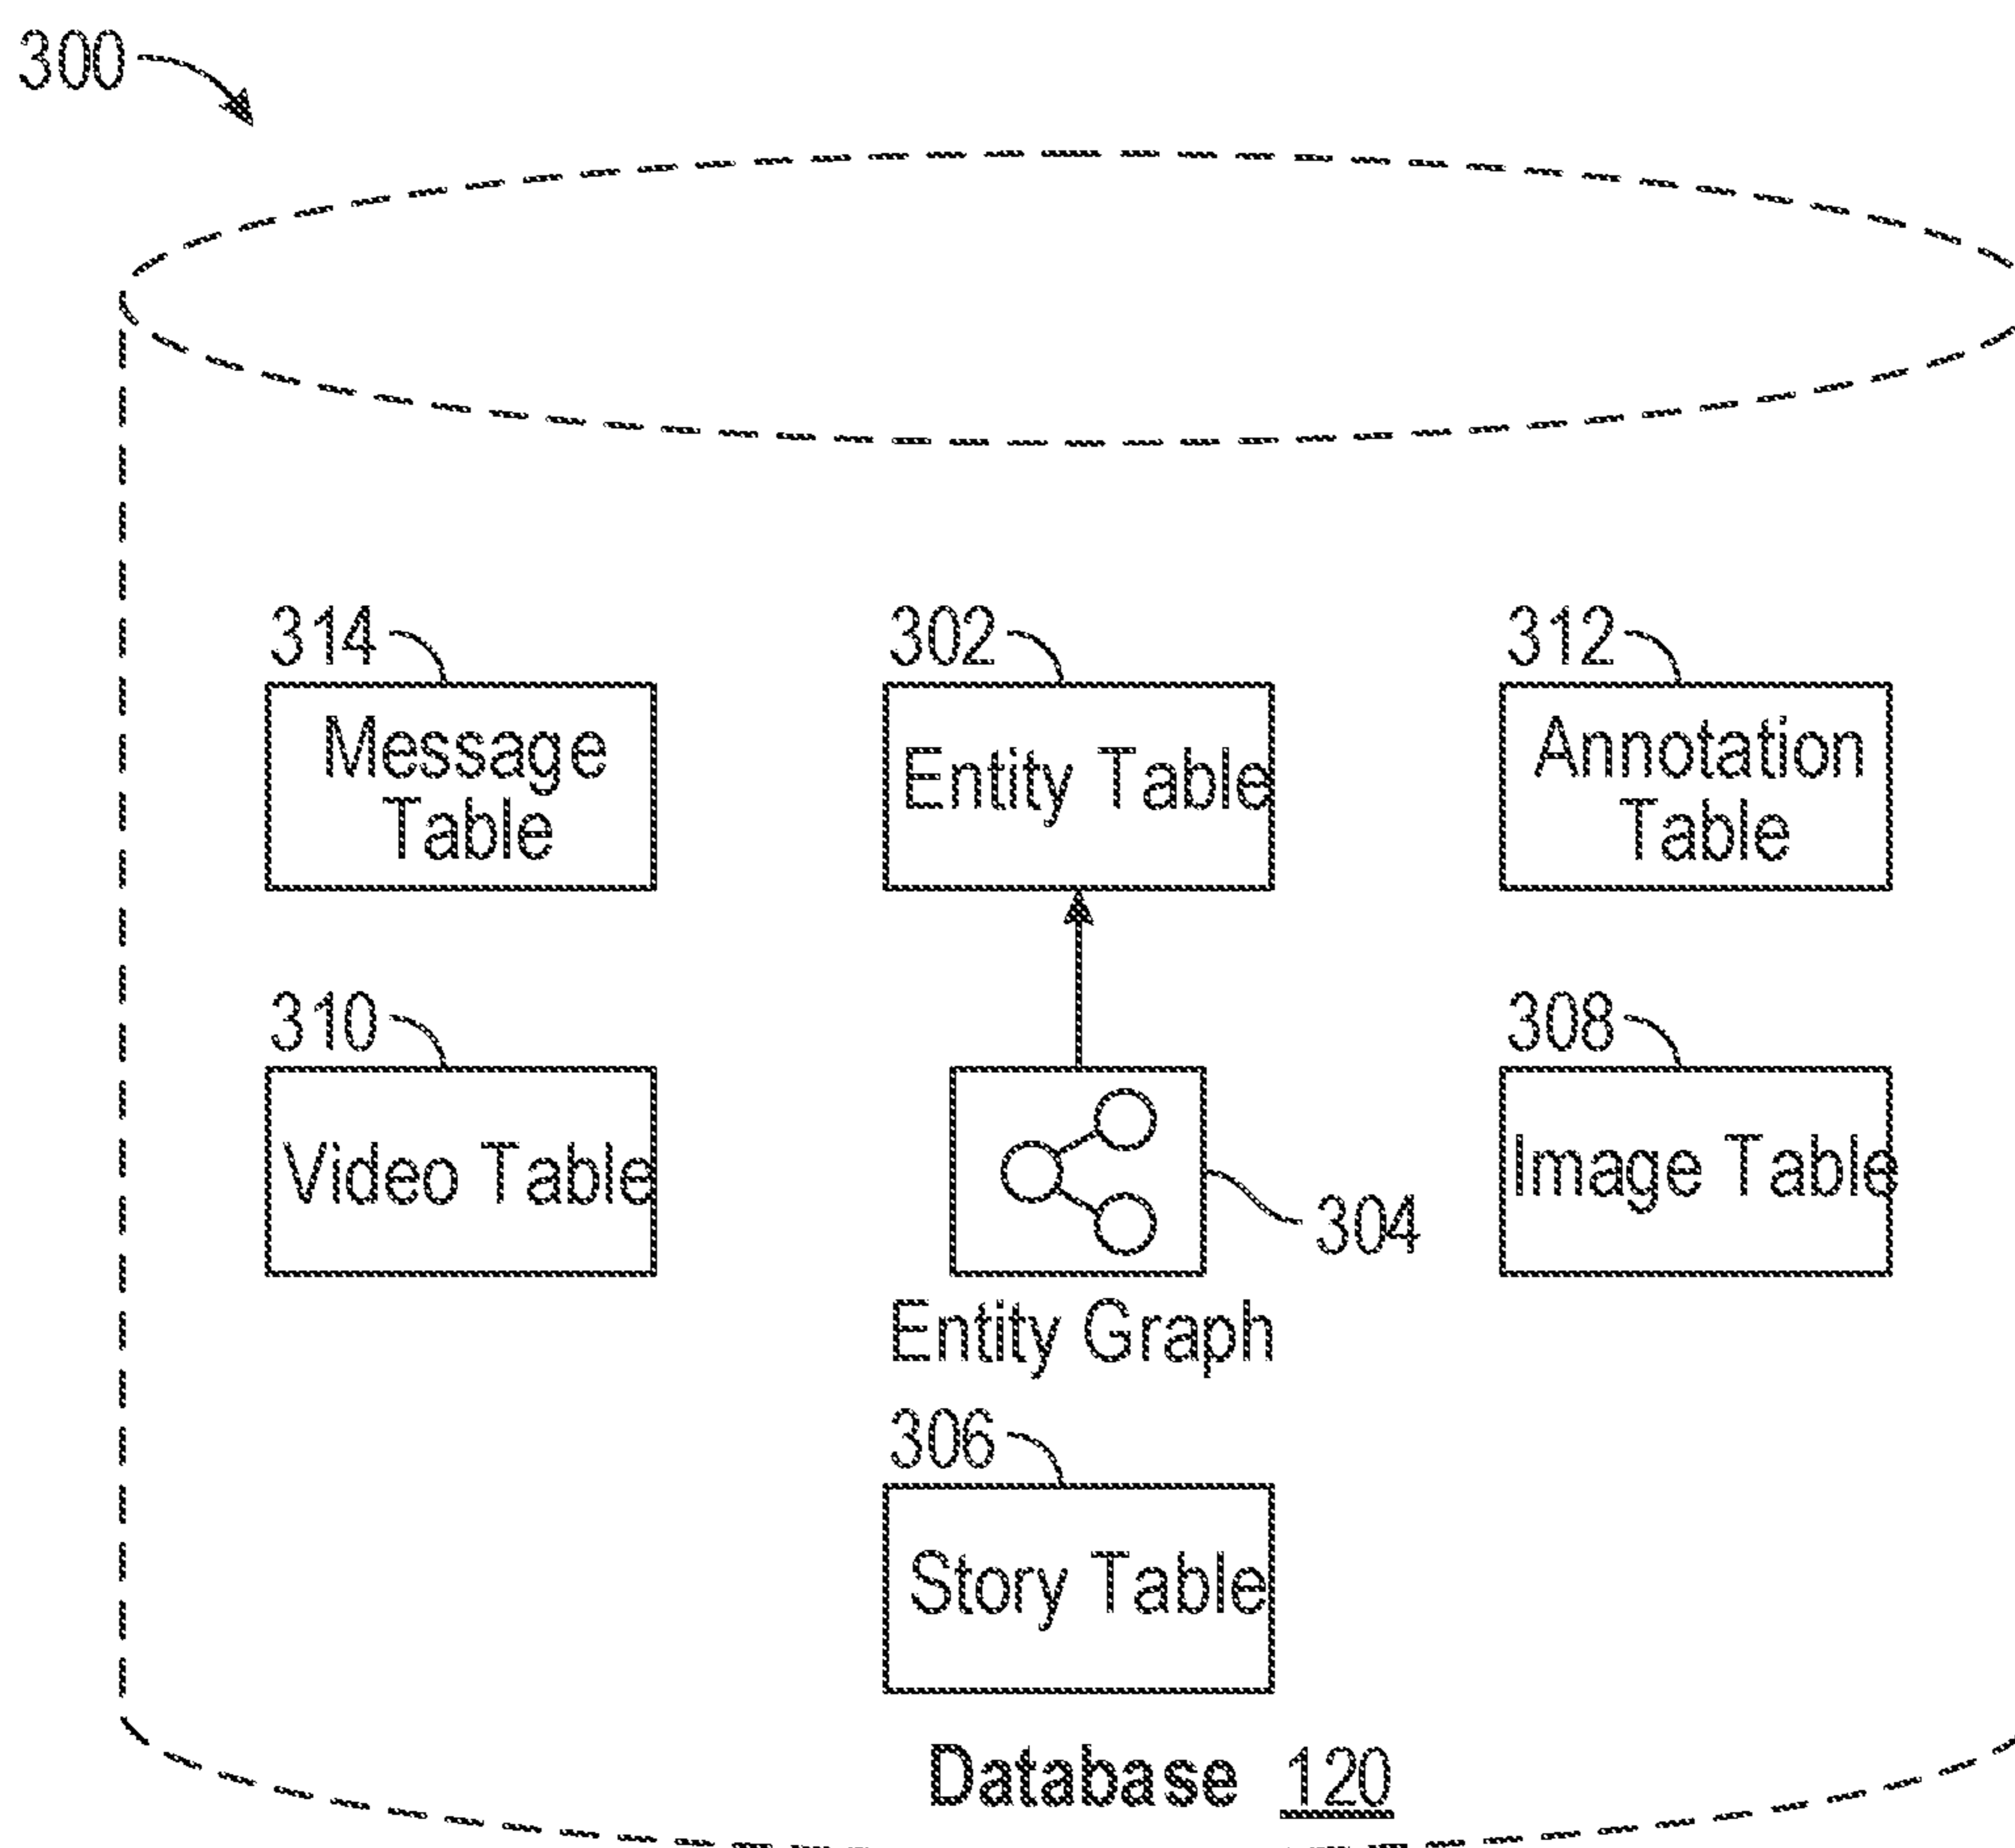 300
314
302
312
Message
Table
Entity Table
Annotation
Table
310
308
Video Table
Image Table
304
Entity Graph
306
Story Table
Database 120